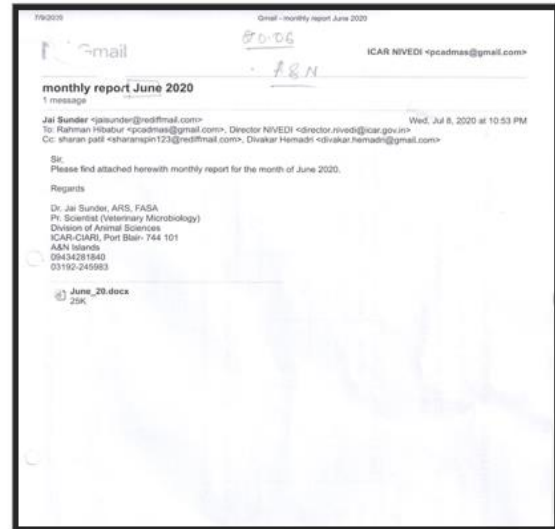 7/9/2020
Gmail - monthly report June 2020
Gmail
ICAR NIVEDI <pcadmas@gmail.com>
A&N
monthly report June 2020
1 message
Jai Sunder <jaisunder@rediffmail.com>
Wed, Jul 8, 2020 at 10:53 PM
To: Rahman Hibabur <pcadmas@gmail.com>, Director NIVEDI <director.nivedi@icar.gov.in>
Cc: sharan patil <sharanspin123@rediffmail.com>, Divakar Hemadri <divakar.hemadri@gmail.com>
Sir,
Please find attached herewith monthly report for the month of June 2020.
Regards
Dr. Jai Sunder, ARS, FASA
Pr. Scientist (Veterinary Microbiology)
Division of Animal Sciences
ICAR-CIARI, Port Blair- 744 101
A&N Islands
09434281840
03192-245983
June_20.docx
25K